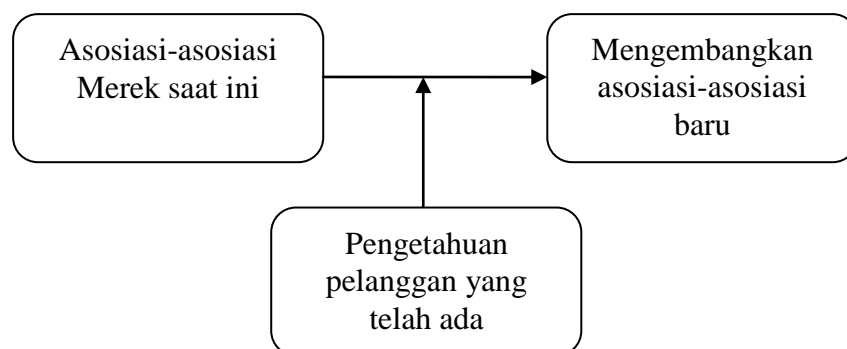 Asosiasi-asosiasi
Merek saat ini
Mengembangkan
asosiasi-asosiasi
baru
Pengetahuan
pelanggan yang
telah ada